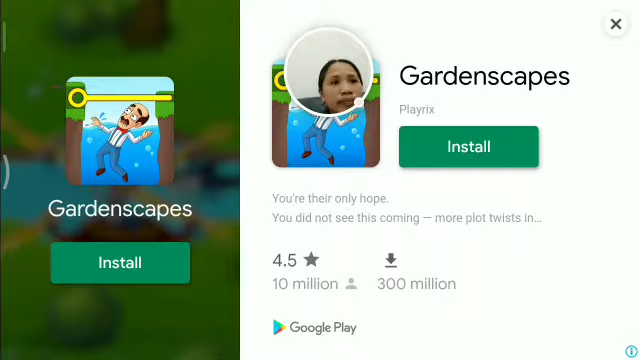 Gardenscapes
Install
Gardenscapes
Playrix
Install
You're their only hope.
You did not see this coming — more plot twists in...
4.5
10 million
300 million
Google Play